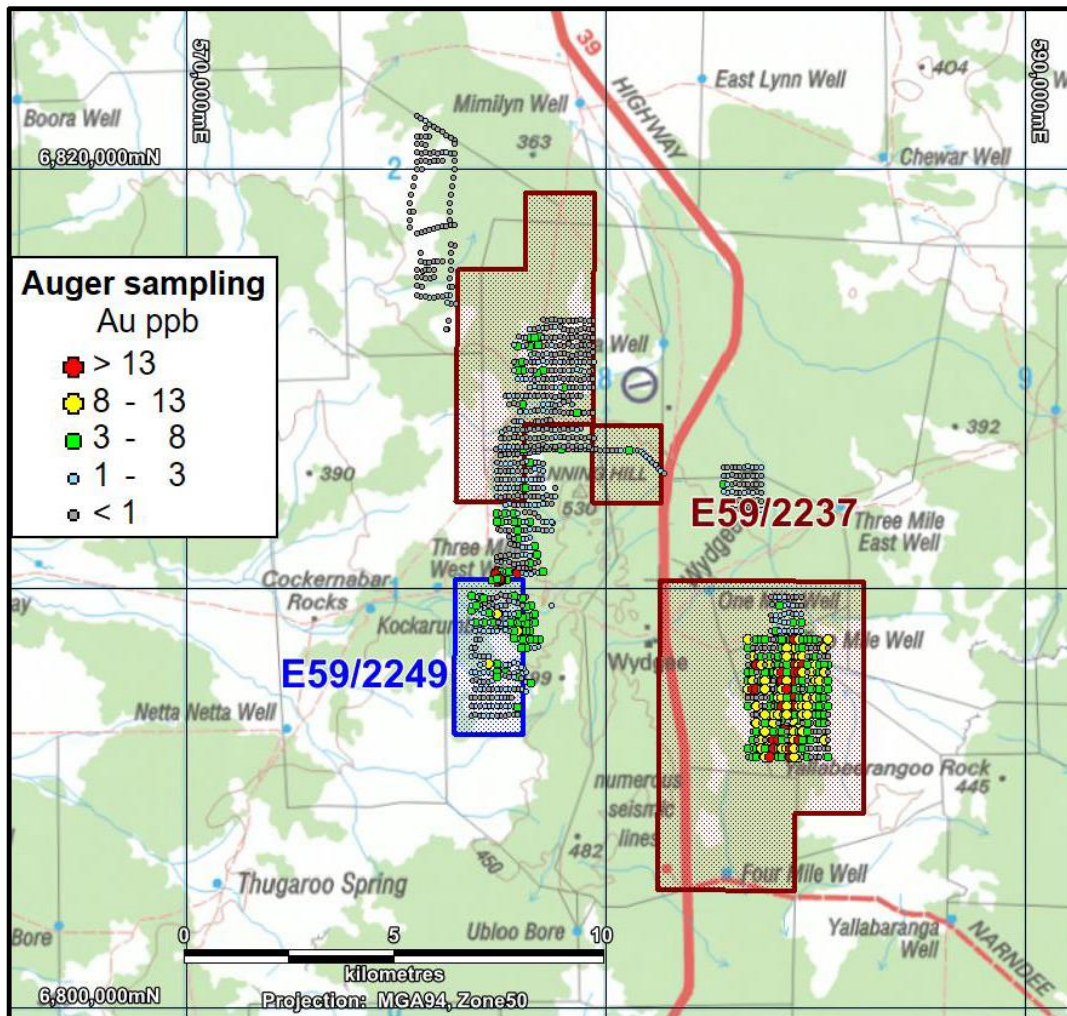 39
HIGHWAY
404
East Lynn Well
Mimilyn Well
Boora Well
570,000mE
590,000mE
363
Chewar Well
6,820,000mN
2
Auger sampling
Au ppb
> 13
8 - 13
3 - 8
1 - 3
< 1
Well
8
9
392
390
NNING HILL
530
E59/2237
Wydgee
Three Mile
East Well
Three M
West W
Cockernabar
Rocks
One M Well
Kockarum
Mile Well
Wydgee
E59/2249
99
Netta Netta Well
Yallabeerangoo Rock
445
numerous
seismic
lines
482
450
Four Mile Well
Thugaroo Spring
Bore
Ubloo Bore
Yallabaranga
Well
NARNDEE
0 5 10
kilometres
Projection: MGA94, Zone50
6,800,000mN